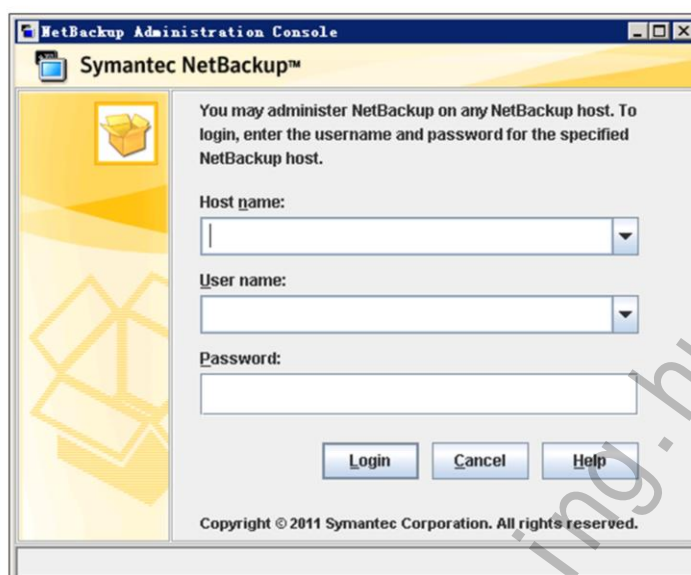 NetBackup Administration Console
Symantec NetBackup™
You may administer NetBackup on any NetBackup host. To
login, enter the username and password for the specified
NetBackup host.
Host name:
User name:
Password:
Login Cancel Help
Copyright © 2011 Symantec Corporation. All rights reserved.